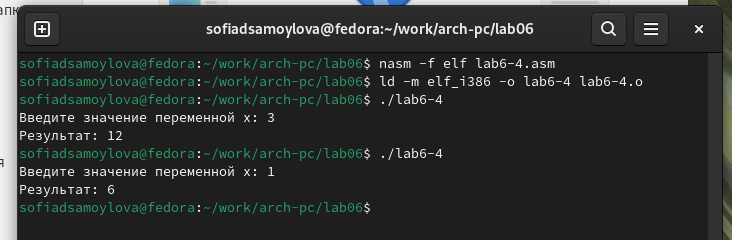 апк
sofiadsamoylova@fedora:~/work/arch-pc/lab06
sofiadsamoylova@fedora:~/work/arch-pc/lab06$ nasm -f elf lab6-4.asm
sofiadsamoylova@fedora:~/work/arch-pc/lab06$ ld -m elf_i386 -o lab6-4 lab6-4.o
sofiadsamoylova@fedora:~/work/arch-pc/lab06$ ./lab6-4
Введите значение переменной x: 3
Результат: 12
sofiadsamoylova@fedora:~/work/arch-pc/lab06$ ./lab6-4
я
Введите значение переменной x: 1
Результат: 6
sofiadsamoylova@fedora:~/work/arch-pc/lab06$